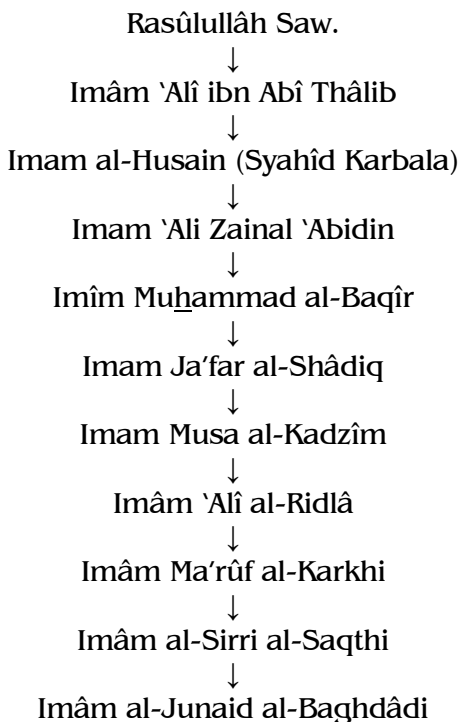 Rasûlullâh Saw.
↓
Imâm ‘Alî ibn Abî Thâlib
↓
Imam al-Husain (Syahîd Karbala)
↓
Imam ‘Ali Zainal ‘Abidin
↓
Imîm Muhammad al-Baqîr
↓
Imam Ja’far al-Shâdiq
↓
Imam Musa al-Kadzîm
↓
Imâm ‘Alî al-Ridlâ
↓
Imâm Ma’rûf al-Karkhi
↓
Imâm al-Sirri al-Saqthi
↓
Imâm al-Junaid al-Baghdâdi